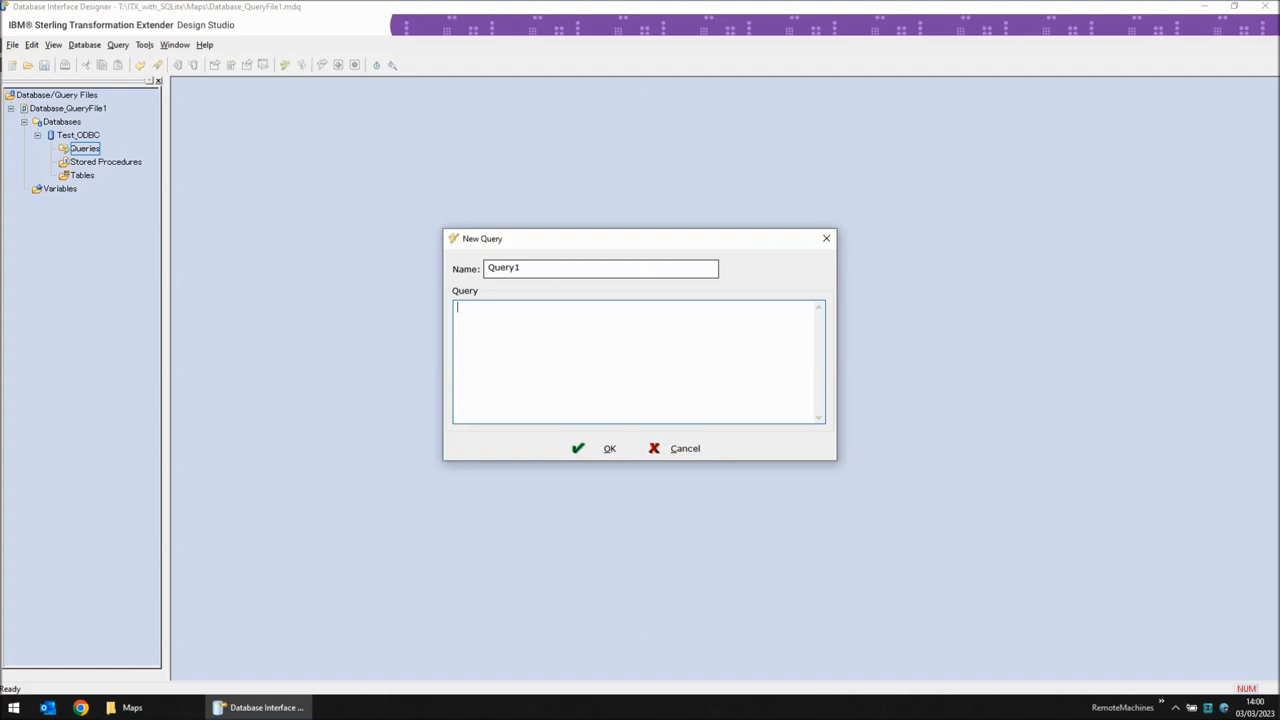 Database Interface Designer - T:\ITX_with_SQLite\Maps\Database_QueryFile1.mdq
IBM® Sterling Transformation Extender Design Studio
File Edit View Database Query Tools Window Help
Database/Query Files
Database_QueryFile1
Databases
Test_ODBC
Queries
Stored Procedures
Tables
Variables
New Query
Name: Query1
Query
OK Cancel
Ready
NUM
Maps
Database Interface ...
RemoteMachines
14:00
03/03/2023